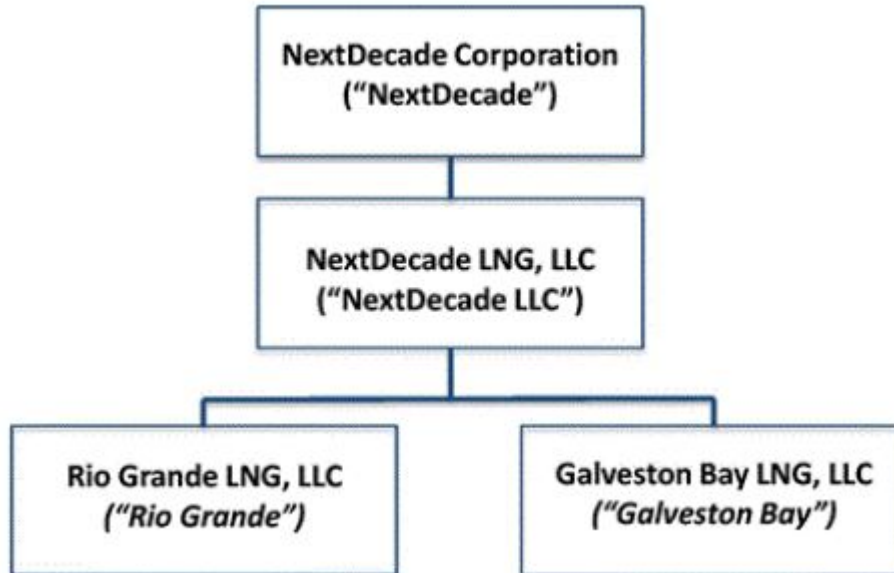 NextDecade Corporation
(“NextDecade”)
NextDecade LNG, LLC
(“NextDecade LLC”)
Rio Grande LNG, LLC
(“Rio Grande”)
Galveston Bay LNG, LLC
(“Galveston Bay”)